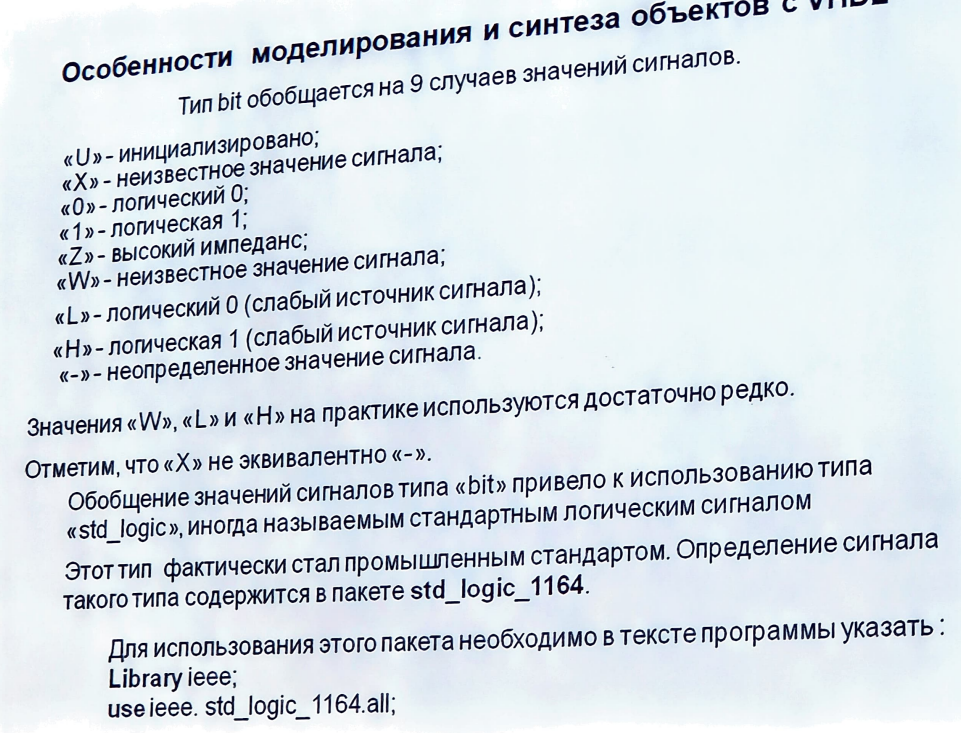 Особенности моделирования и синтеза объектов с VHDL
Тип bit обобщается на 9 случаев значений сигналов.
«U» - инициализировано;
«X» - неизвестное значение сигнала;
«0» - логический 0;
«1» - логическая 1;
«Z» - высокий импеданс;
«W» - неизвестное значение сигнала;
«L» - логический 0 (слабый источник сигнала);
«H» - логическая 1 (слабый источник сигнала);
«-» - неопределенное значение сигнала.
Значения «W», «L» и «H» на практике используются достаточно редко.
Отметим, что «X» не эквивалентно «-».
Обобщение значений сигналов типа «bit» привело к использованию типа
«std_logic», иногда называемым стандартным логическим сигналом
Этот тип фактически стал промышленным стандартом. Определение сигнала
такого типа содержится в пакете std_logic_1164.
Для использования этого пакета необходимо в тексте программы указать :
Library ieee;
use ieee. std_logic_1164.all;